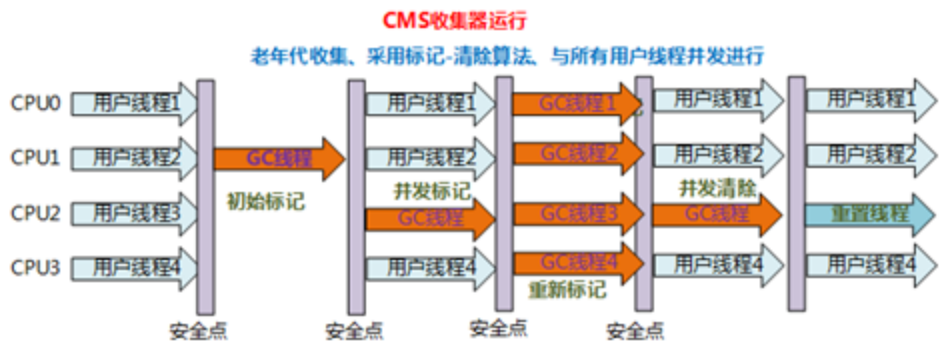 CMS收集器运行
老年代收集、采用标记-清除算法、与所有用户线程并发进行
CPU0 用户线程1 用户线程1 GC线程1 用户线程1 用户线程1
CPU1 用户线程2 GC线程 用户线程2 GC线程2 用户线程2 用户线程2
初始标记 并发标记 并发清除
CPU2 用户线程3 GC线程 GC线程3 GC线程 重置线程
CPU3 用户线程4 用户线程4 GC线程4 用户线程4 用户线程4
重新标记
安全点 安全点 安全点 安全点